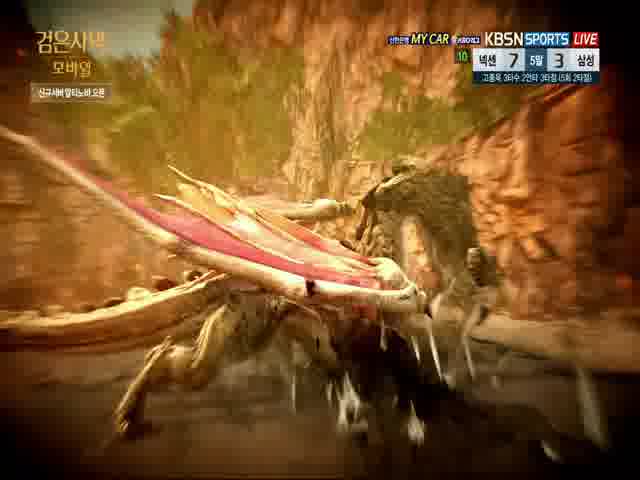 검은사막
모바일
신규서버 알티노바 오픈
신한은행 MY CAR KBO리그
KBSN SPORTS LIVE
10
넥센 7 5말 3 삼성
고종욱 3타수 2안타 3타점 (5회 2타점)